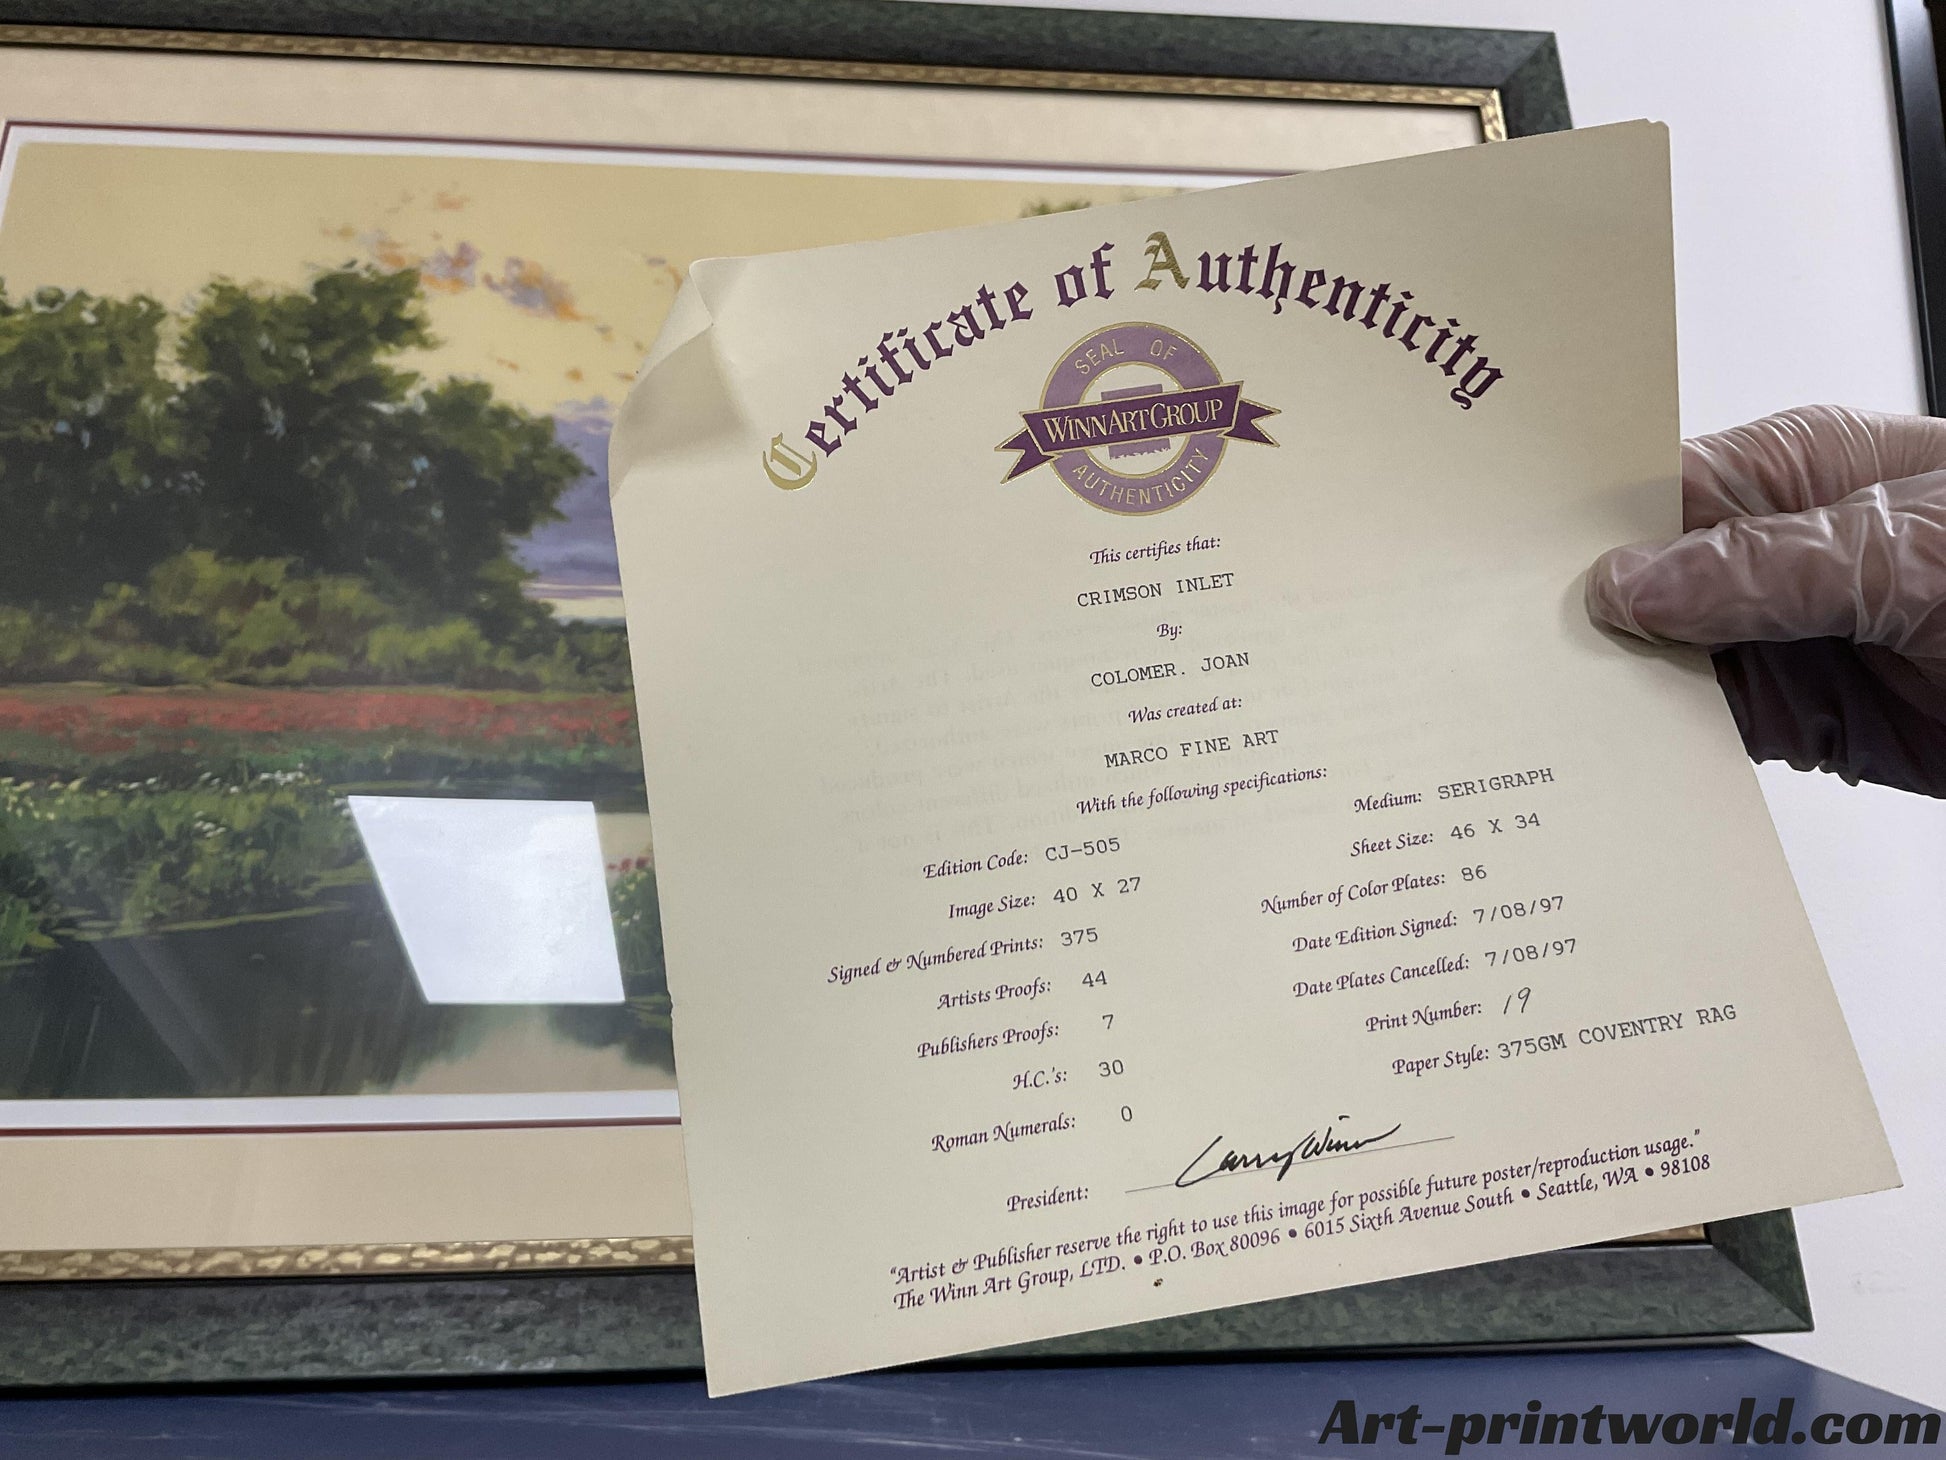 Certificate of Authenticity
SEAL OF
WINN ART GROUP
AUTHENTICITY
This certifies that:
CRIMSON INLET
By:
COLOMER. JOAN
Was created at:
MARCO FINE ART
With the following specifications:
Edition Code: CJ-505
Image Size: 40 X 27
Signed & Numbered Prints: 375
Artists Proofs: 44
Publishers Proofs: 7
H.C.'s: 30
Roman Numerals: 0
Medium: SERIGRAPH
Sheet Size: 46 X 34
Number of Color Plates: 86
Date Edition Signed: 7/08/97
Date Plates Cancelled: 7/08/97
Print Number: 19
Paper Style: 375GM COVENTRY RAG
President: Larry Winn
"Artist & Publisher reserve the right to use this image for possible future poster/reproduction usage."
The Winn Art Group, LTD. • P.O. Box 80096 • 6015 Sixth Avenue South • Seattle, WA • 98108
Art-printworld.com